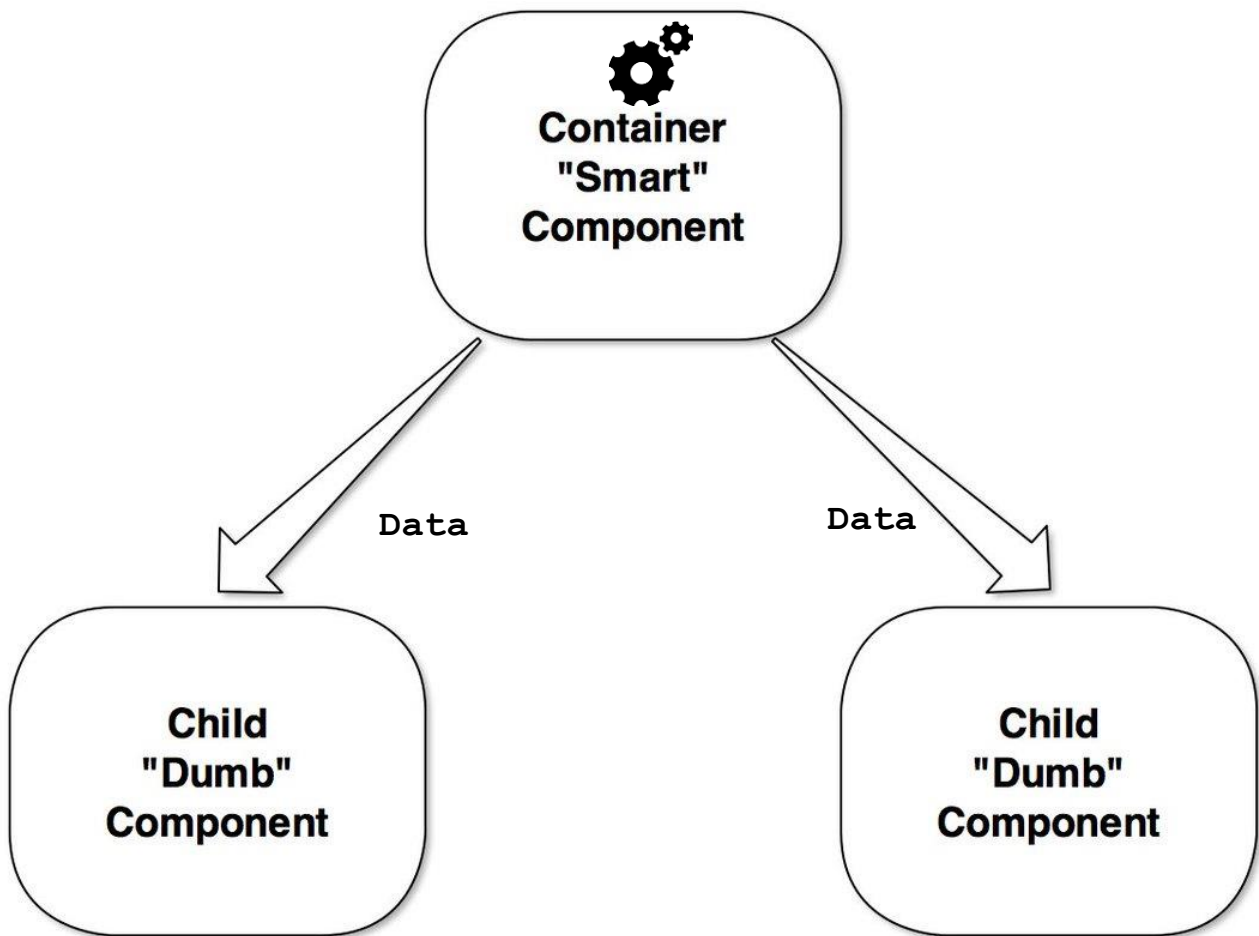 Container
"Smart"
Component
Data
Data
Child
"Dumb"
Component
Child
"Dumb"
Component